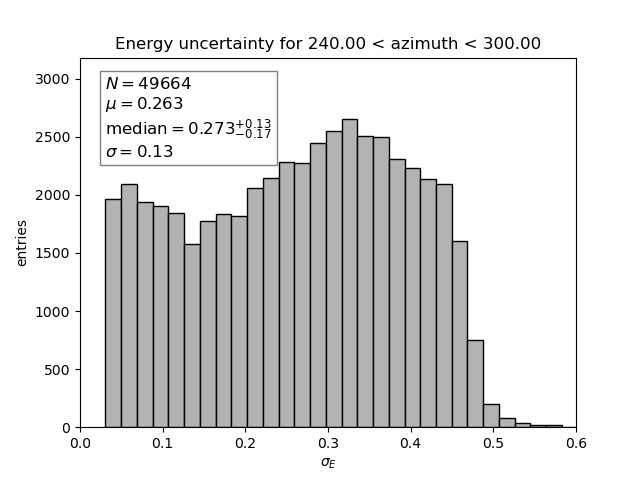 Energy uncertainty for 240.00 < azimuth < 300.00
N = 49664
μ = 0.263
median = 0.273 +0.13 −0.17
σ = 0.13
3000
2500
2000
1500
1000
500
0
entries
0.0 0.1 0.2 0.3 0.4 0.5 0.6
σE